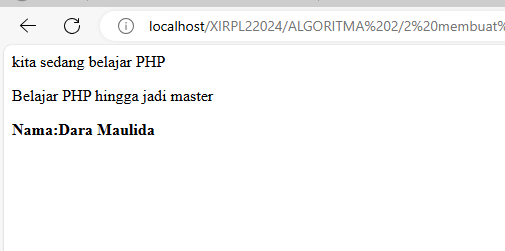 localhost/XIRPL22024/ALGORITMA%202/2%20membuat%
kita sedang belajar PHP
Belajar PHP hingga jadi master
Nama:Dara Maulida